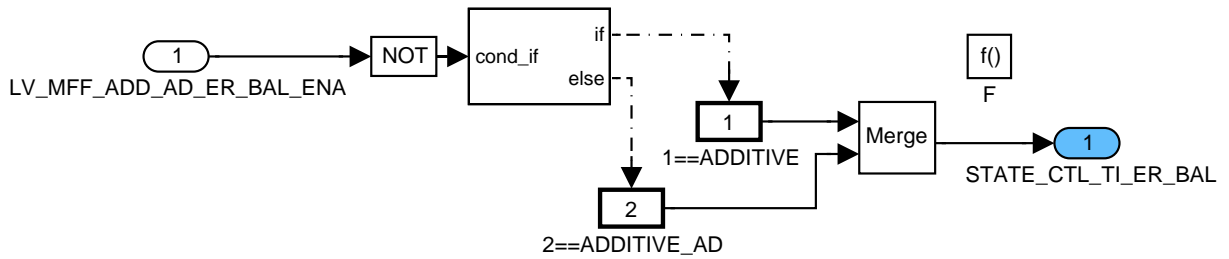 1
LV_MFF_ADD_AD_ER_BAL_ENA
NOT
cond_if
if
else
1
1==ADDITIVE
2
2==ADDITIVE_AD
Merge
f()
F
1
STATE_CTL_TI_ER_BAL